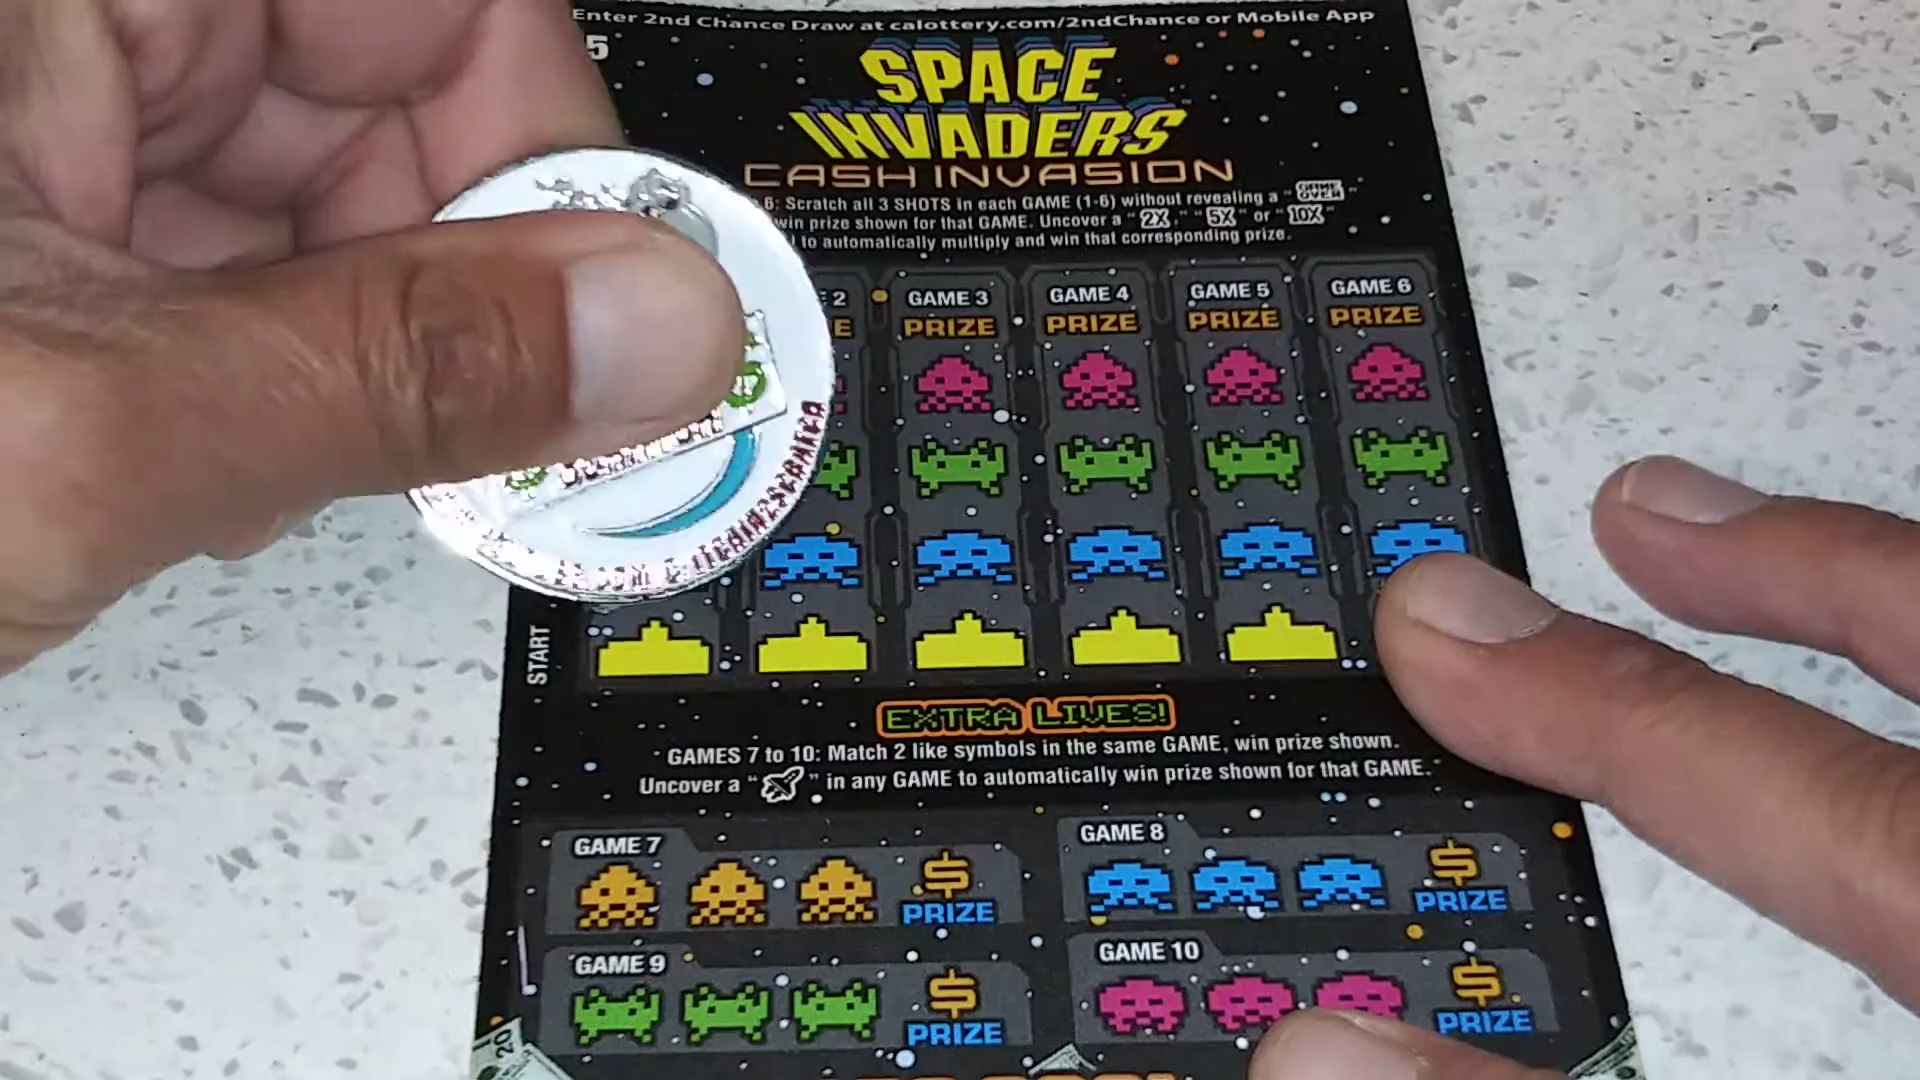 Enter 2nd Chance Draw at calottery.com/2ndChance or Mobile App
5
SPACE
INVADERS
CASH INVASION
6: Scratch all 3 SHOTS in each GAME (1-6) without revealing a "GAME OVER"
win prize shown for that GAME. Uncover a "2X," "5X" or "10X"
to automatically multiply and win that corresponding prize.
2 GAME 3 GAME 4 GAME 5 GAME 6
PRIZE PRIZE PRIZE PRIZE
START
EXTRA LIVES!
GAMES 7 to 10: Match 2 like symbols in the same GAME, win prize shown.
Uncover a " " in any GAME to automatically win prize shown for that GAME.
GAME 7
$
PRIZE
GAME 8
$
PRIZE
GAME 9
$
PRIZE
GAME 10
$
PRIZE
20